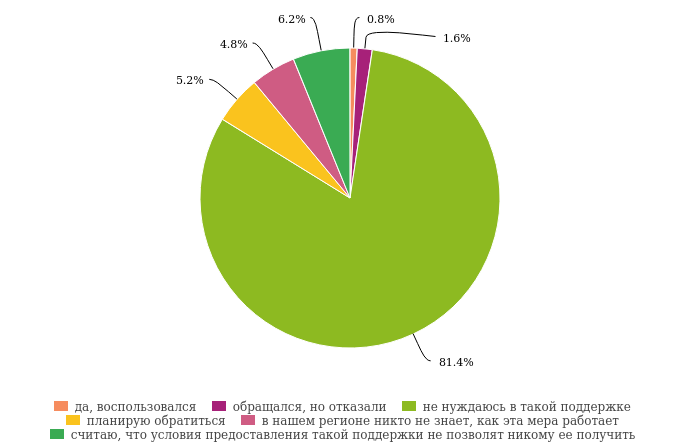 6.2%
0.8%
4.8%
1.6%
5.2%
81.4%
да, воспользовался обращался, но отказали не нуждаюсь в такой поддержке
планирую обратиться в нашем регионе никто не знает, как эта мера работает
считаю, что условия предоставления такой поддержки не позволят никому ее получить